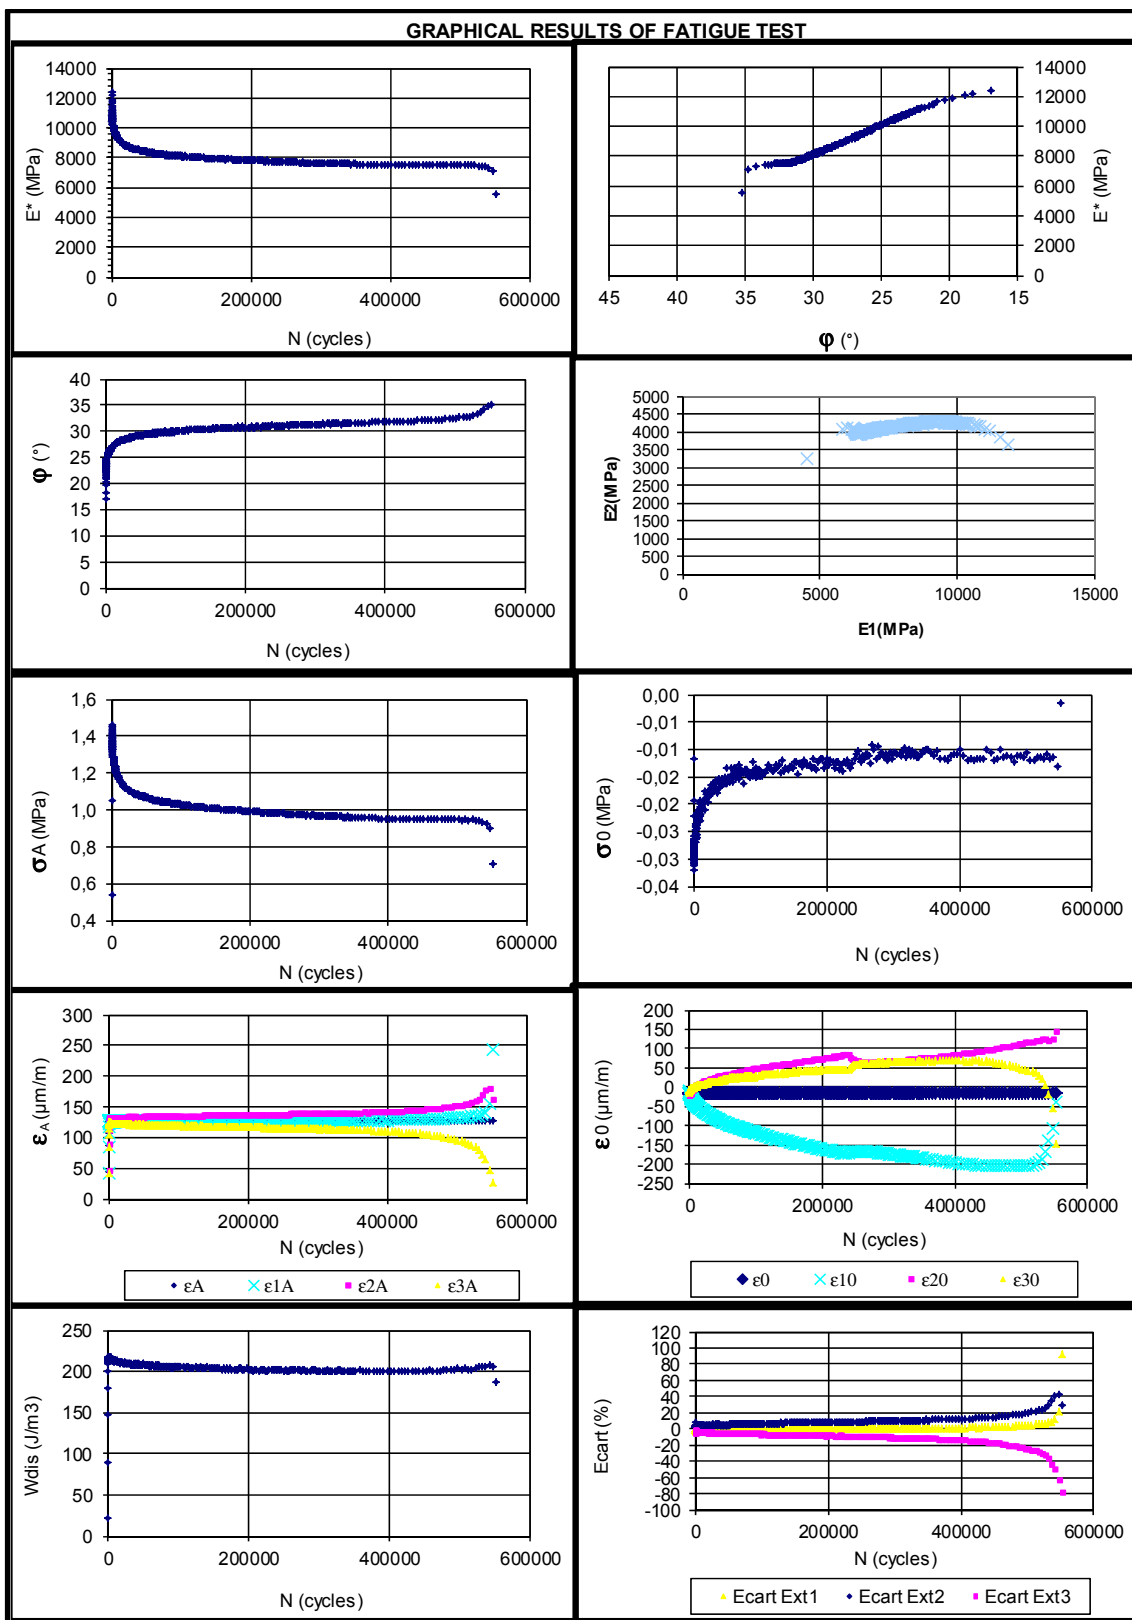 GRAPHICAL RESULTS OF FATIGUE TEST
E* (MPa)
14000
12000
10000
8000
6000
4000
2000
0
0 200000 400000 600000
N (cycles)
14000
12000
10000
8000
6000
4000
2000
0
E* (MPa)
45 40 35 30 25 20 15
φ (°)
φ (°)
40
35
30
25
20
15
10
5
0
0 200000 400000 600000
N (cycles)
E2(MPa)
5000
4500
4000
3500
3000
2500
2000
1500
1000
500
0
0 5000 10000 15000
E1(MPa)
σA (MPa)
1,6
1,4
1,2
1,0
0,8
0,6
0,4
0 200000 400000 600000
N (cycles)
σ0 (MPa)
0,00
-0,01
-0,01
-0,02
-0,02
-0,03
-0,03
-0,04
0 200000 400000 600000
N (cycles)
εA (µm/m)
300
250
200
150
100
50
0
0 200000 400000 600000
N (cycles)
εA ε1A ε2A ε3A
ε0 (µm/m)
200
150
100
50
0
-50
-100
-150
-200
-250
0 200000 400000 600000
N (cycles)
ε0 ε10 ε20 ε30
Wdis (J/m3)
250
200
150
100
50
0
0 200000 400000 600000
N (cycles)
Ecart (%)
120
100
80
60
40
20
0
-20
-40
-60
-80
-100
0 200000 400000 600000
N (cycles)
Ecart Ext1 Ecart Ext2 Ecart Ext3